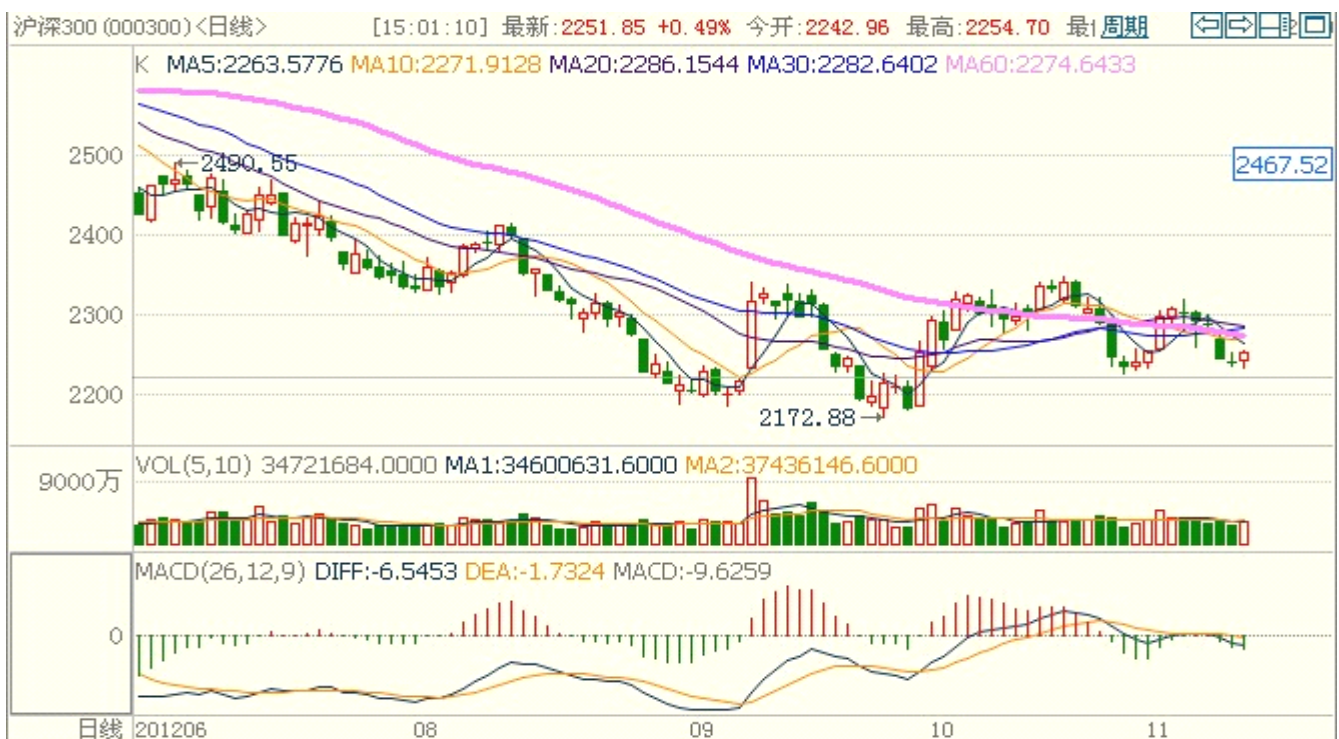 沪深300 (000300)<日线> [15:01:10] 最新:2251.85 +0.49% 今开:2242.96 最高:2254.70 周期
K MA5:2263.5776 MA10:2271.9128 MA20:2286.1544 MA30:2282.6402 MA60:2274.6433
2500
2490.55
2467.52
2400
2300
2200
2172.88
VOL(5,10) 34721684.0000 MA1:34600631.6000 MA2:37436146.6000
9000万
MACD(26,12,9) DIFF:-6.5453 DEA:-1.7324 MACD:-9.6259
0
日线 201206 08 09 10 11